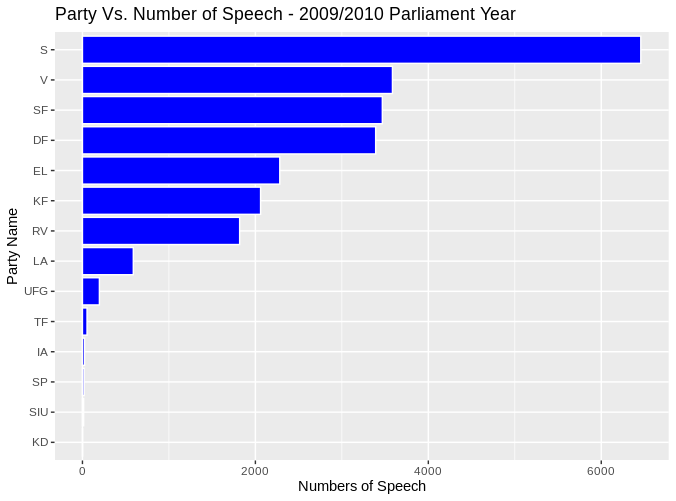 Party Vs. Number of Speech - 2009/2010 Parliament Year
Party Name
S
V
SF
DF
EL
KF
RV
LA
UFG
TF
IA
SP
SIU
KD
0 2000 4000 6000
Numbers of Speech